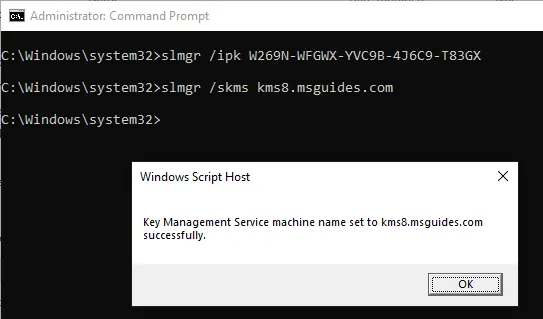 Administrator: Command Prompt
C:\Windows\system32>slmgr /ipk W269N-WFGWX-YVC9B-4J6C9-T83GX
C:\Windows\system32>slmgr /skms kms8.msguides.com
C:\Windows\system32>
Windows Script Host
Key Management Service machine name set to kms8.msguides.com
successfully.
OK